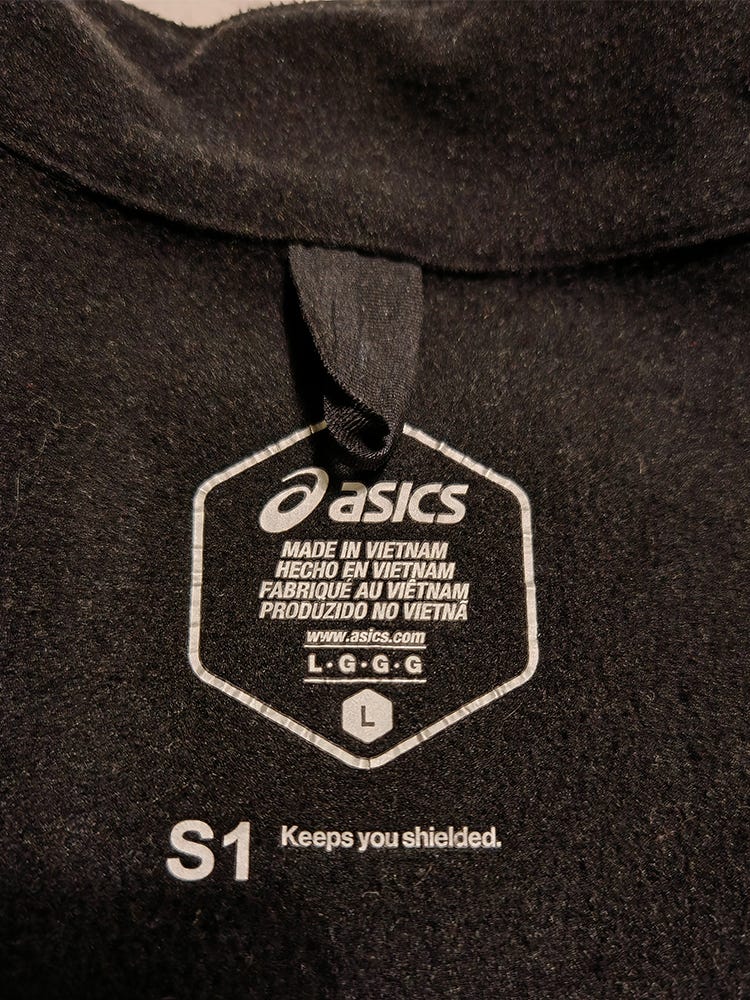 asics
MADE IN VIETNAM
HECHO EN VIETNAM
FABRIQUÉ AU VIÊTNAM
PRODUZIDO NO VIETNÃ
www.asics.com
L·G·G·G
L
S1 Keeps you shielded.